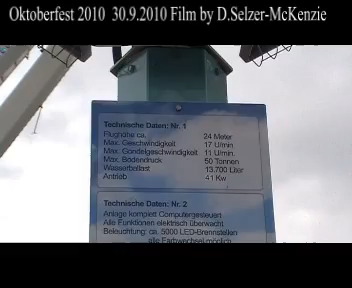 Oktoberfest 2010 30.9.2010 Film by D.Selzer-McKenzie
Technische Daten: Nr. 1
Flughöhe ca. 24 Meter
Max. Geschwindigkeit 17 U/min
Max. Gondelgeschwindigkeit 11 U/min
Max. Bodendruck 50 Tonnen
Wasserballast 13.700 Liter
Antrieb 41 Kw
Technische Daten: Nr. 2
Anlage komplett Computergesteuert
Alle Funktionen elektrisch überwacht
Beleuchtung: ca. 5000 LED-Brennstellen
alle Farbwechsel möglich